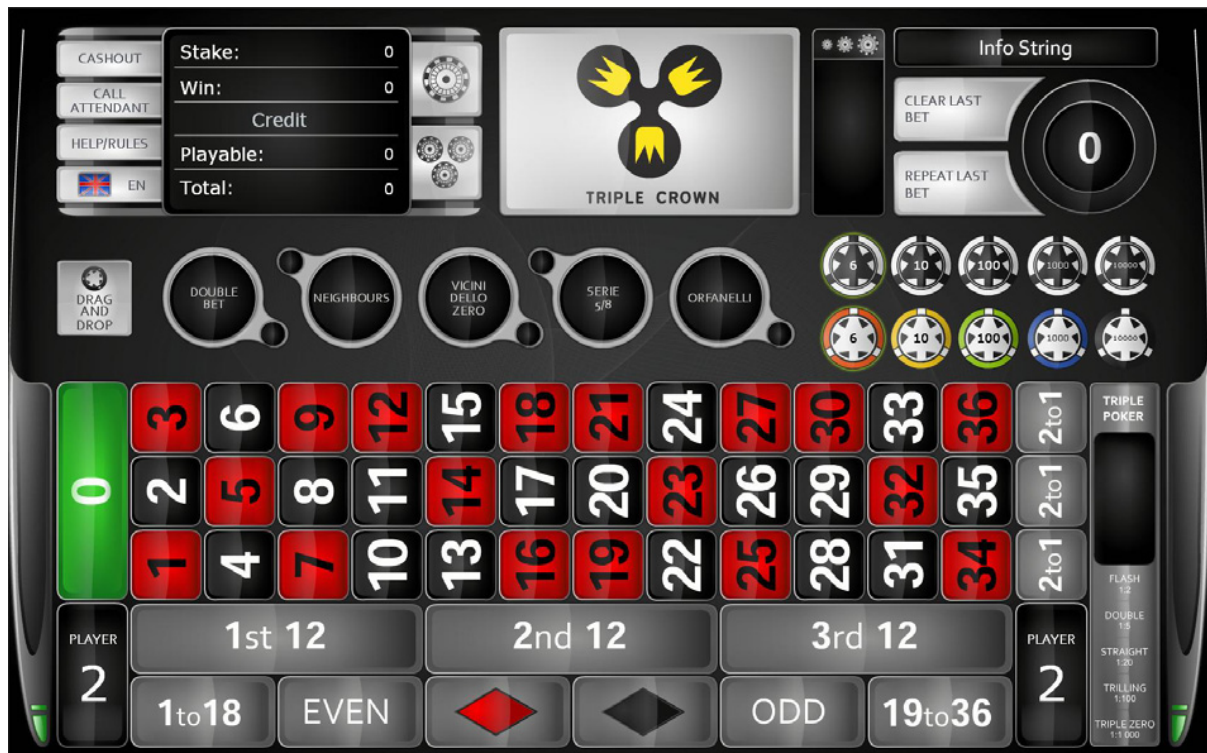 CASHOUT
CALL
ATTENDANT
HELP/RULES
EN
Stake: 0
Win: 0
Credit
Playable: 0
Total: 0
TRIPLE CROWN
Info String
CLEAR LAST
BET
REPEAT LAST
BET
0
DRAG
AND
DROP
DOUBLE
BET
NEIGHBOURS
VICINI
DELLO
ZERO
SERIE
5/8
ORFANELLI
6 10 100 1000 10000
6 10 100 1000 10000
0
3 6 9 12 15 18 21 24 27 30 33 36 2to1
2 5 8 11 14 17 20 23 26 29 32 35 2to1
1 4 7 10 13 16 19 22 25 28 31 34 2to1
TRIPLE
POKER
FLASH
1:2
DOUBLE
1:5
STRAIGHT
1:20
TRILLING
1:100
TRIPLE ZERO
1:1 000
PLAYER
2
1st 12 2nd 12 3rd 12
1to18 EVEN ODD 19to36
PLAYER
2